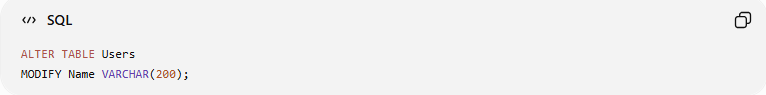 </> SQL
ALTER TABLE Users
MODIFY Name VARCHAR(200);